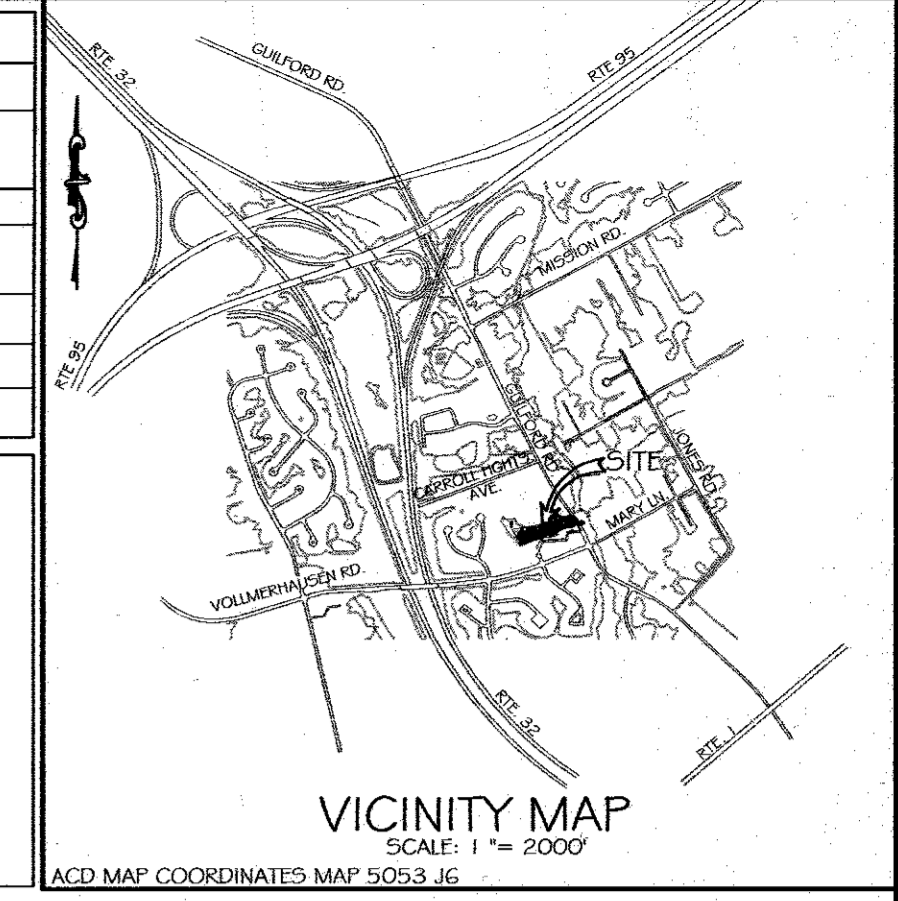 RTE. 32
GUILFORD RD.
RTE 95
MISSION RD.
RTE 95
GUILFORD RD.
JONES RD.
CARROLL HGHTS
AVE.
SITE
MARY LN.
VOLLMERHAUSEN RD.
RTE. 32
RTE. 1
VICINITY MAP
SCALE: 1 "= 2000'
ACD MAP COORDINATES MAP 5053 J6